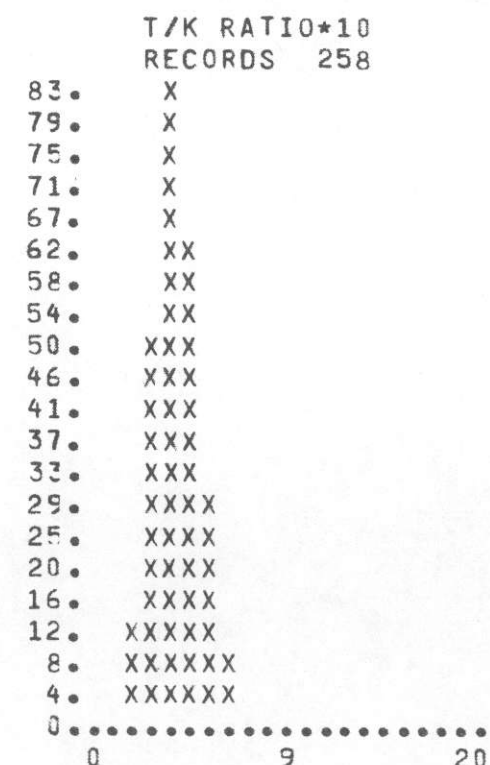 T/K RATIO*10
RECORDS 258
83. X
79. X
75. X
71. X
67. X
62. XX
58. XX
54. XX
50. XXX
46. XXX
41. XXX
37. XXX
33. XXX
29. XXXX
25. XXXX
20. XXXX
16. XXXX
12. XXXXX
8. XXXXXX
4. XXXXXX
0.......................
0 9 20